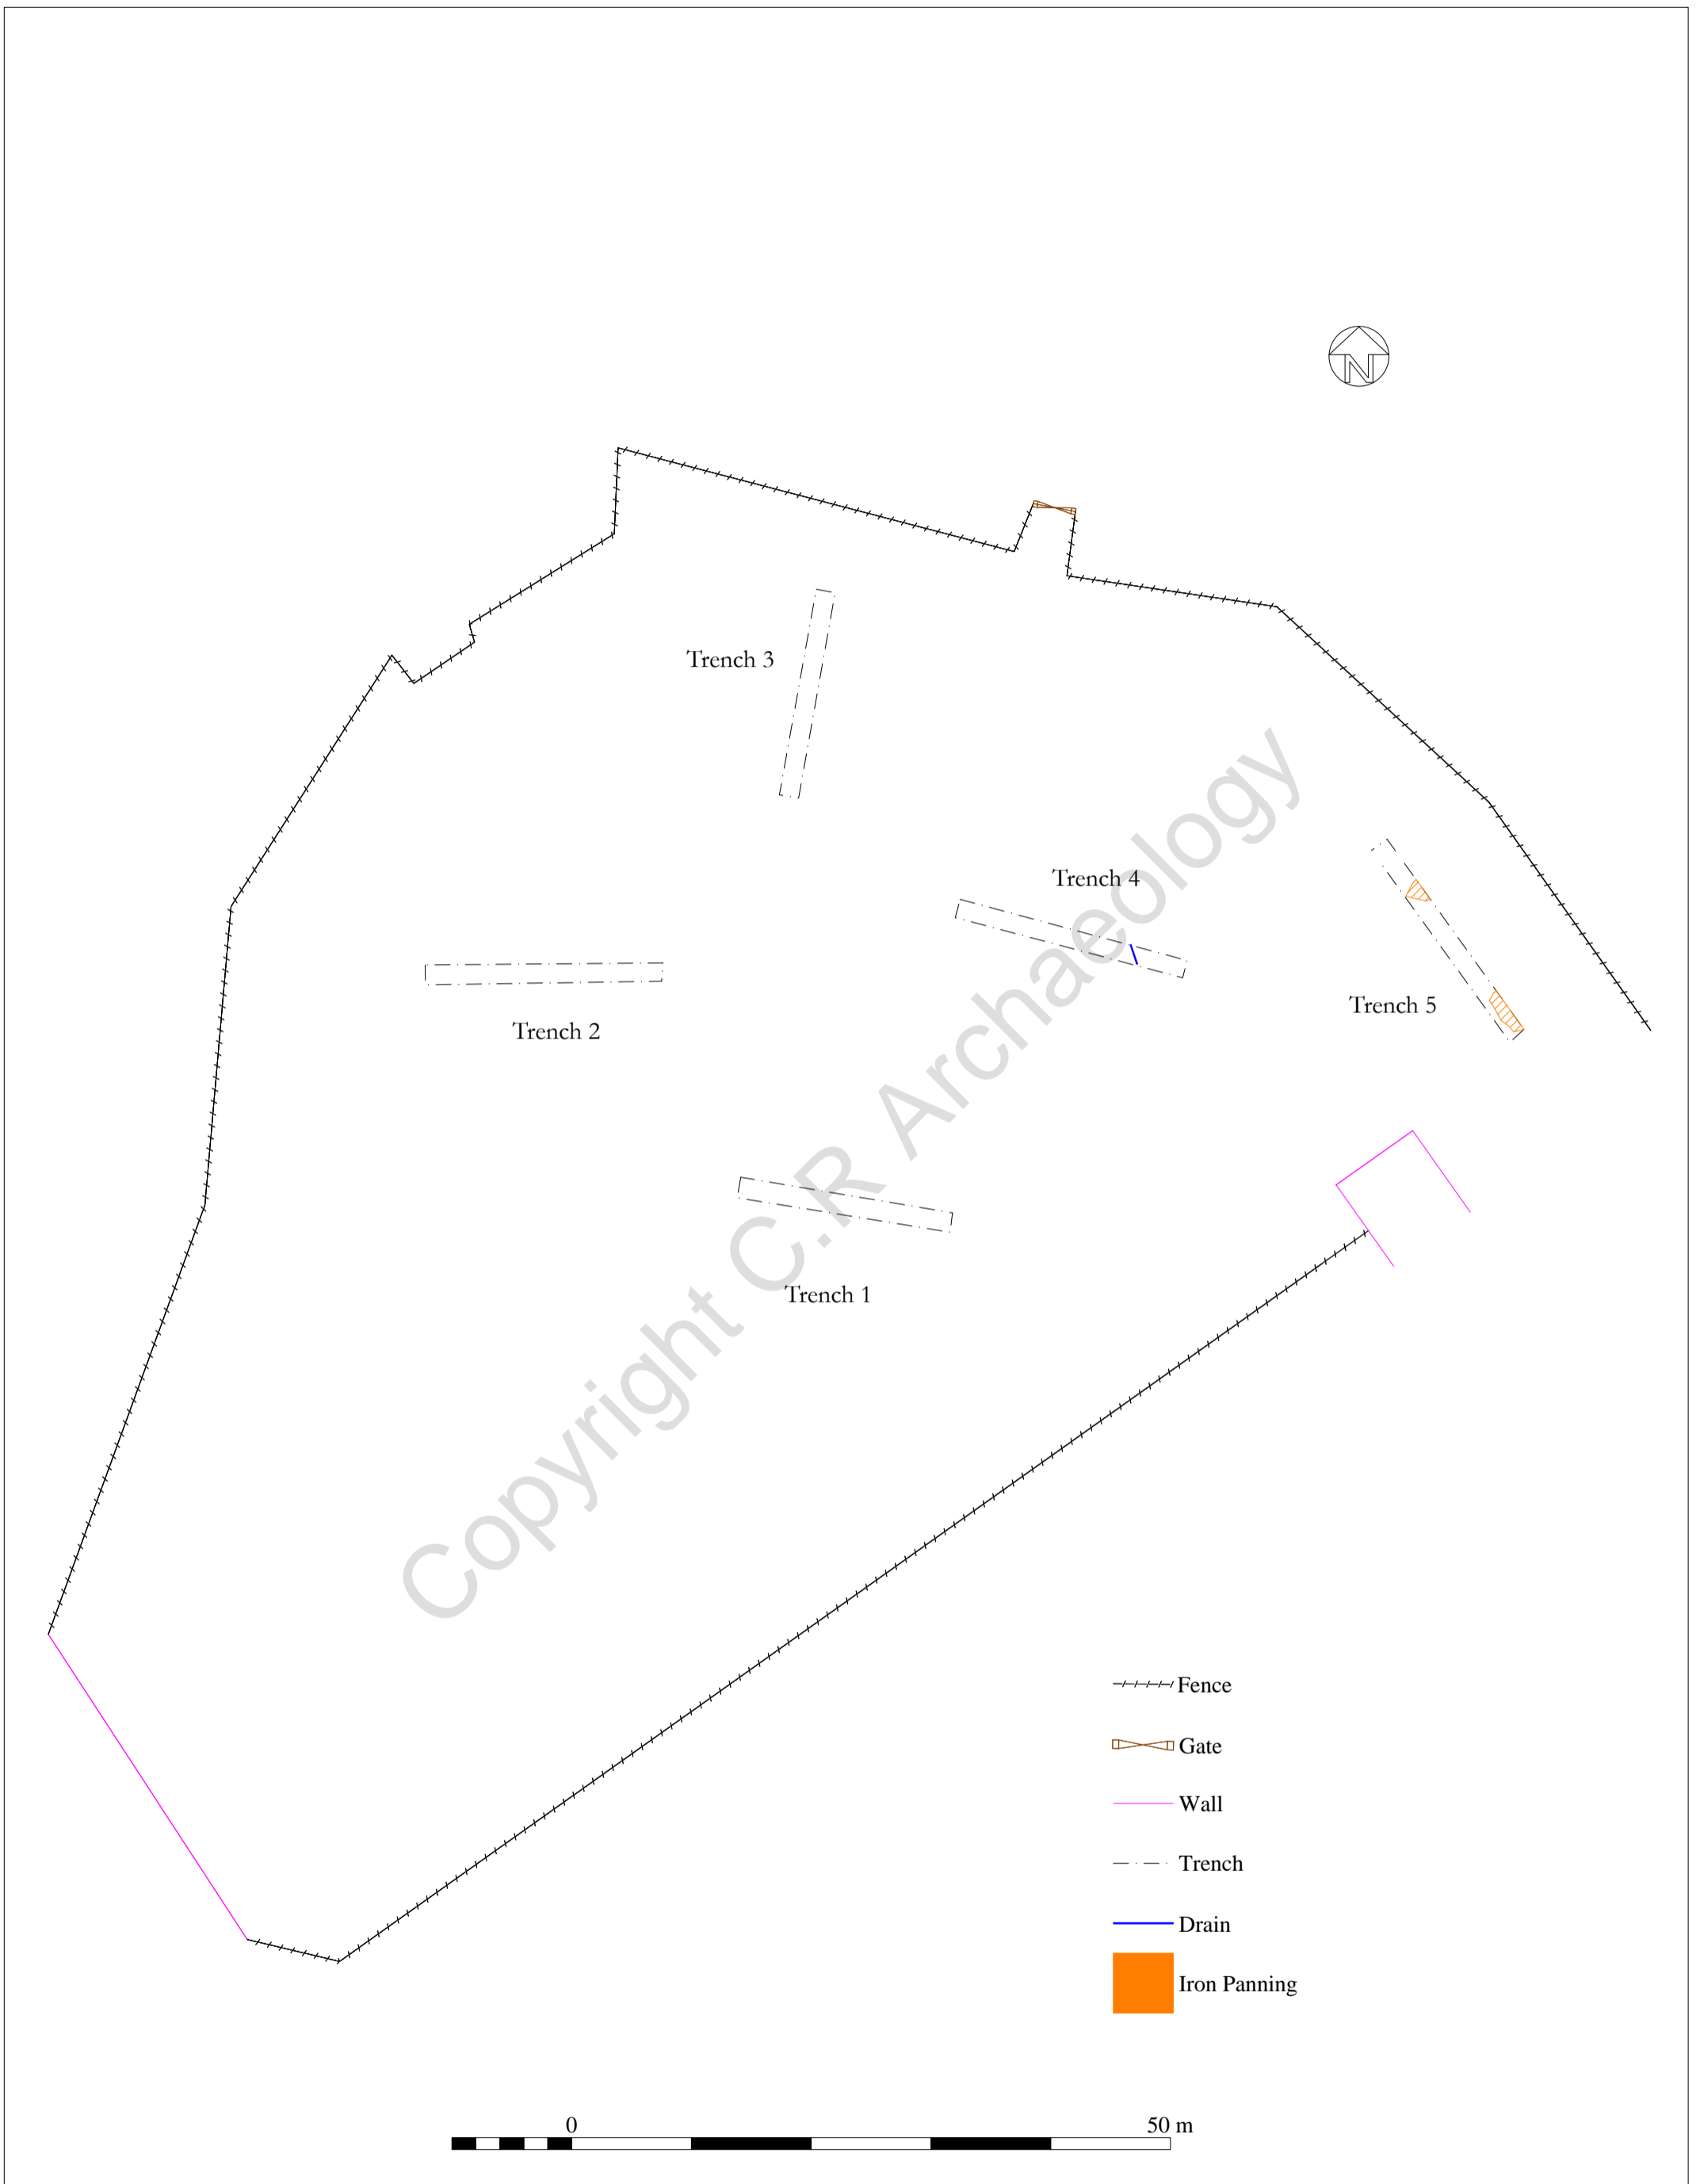 N
Trench 3
Trench 4
Trench 5
Trench 2
Trench 1
Copyright C.R Archaeology
Fence
Gate
Wall
Trench
Drain
Iron Panning
0 50 m